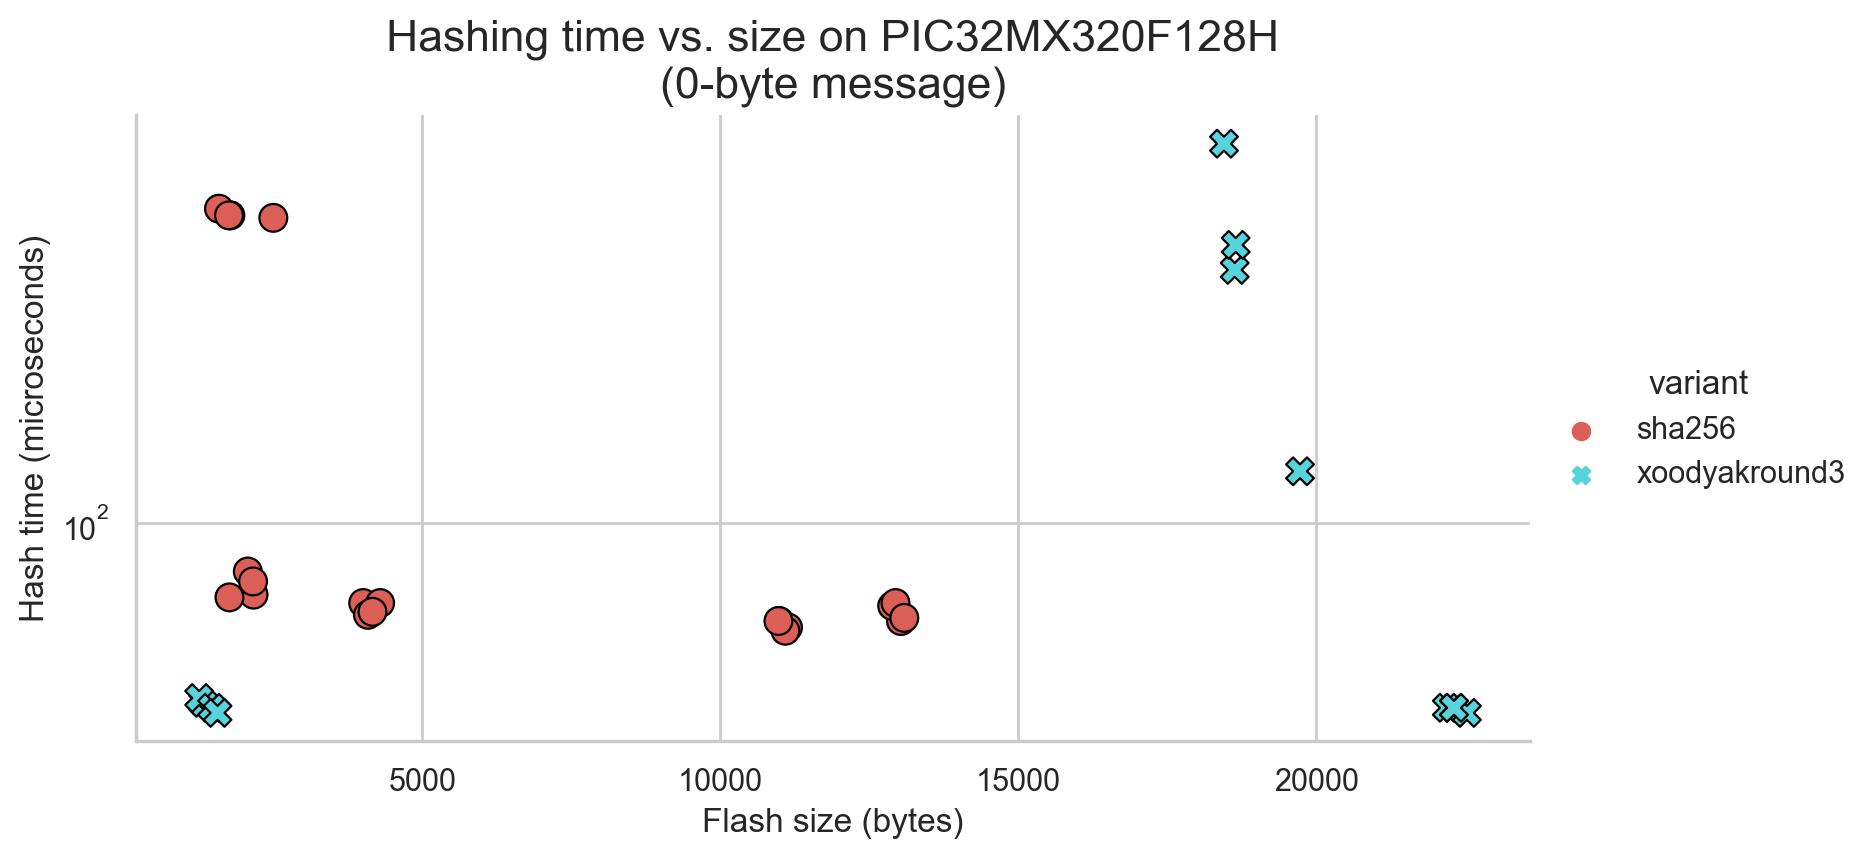 Hashing time vs. size on PIC32MX320F128H
(0-byte message)
Hash time (microseconds)
10²
5000 10000 15000 20000
Flash size (bytes)
variant
sha256
xoodyakround3